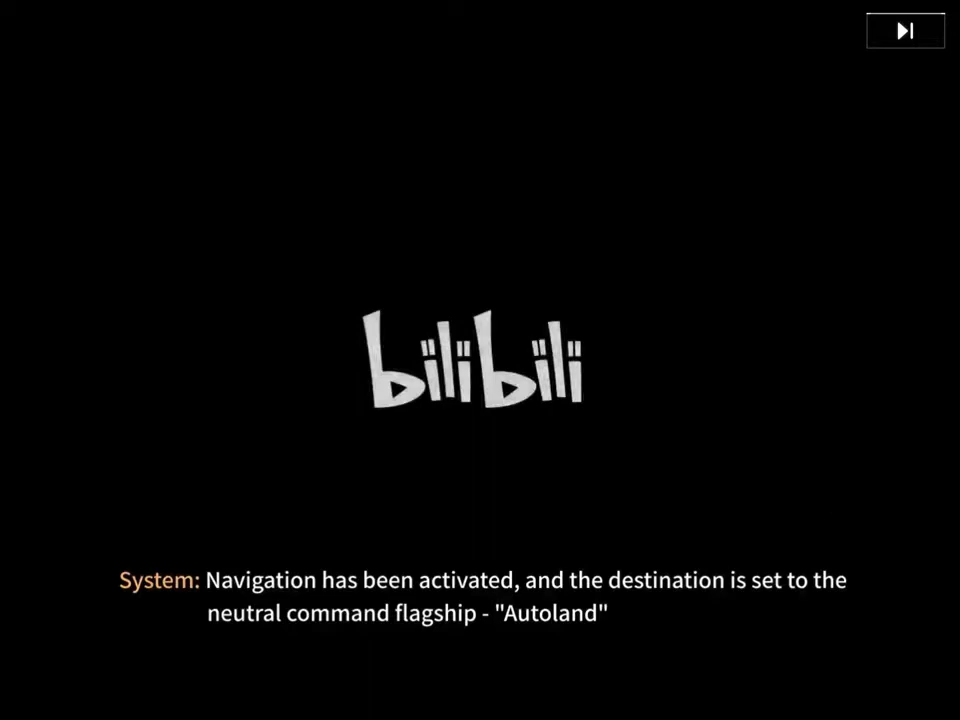 bilibili
System: Navigation has been activated, and the destination is set to the
neutral command flagship - "Autoland"